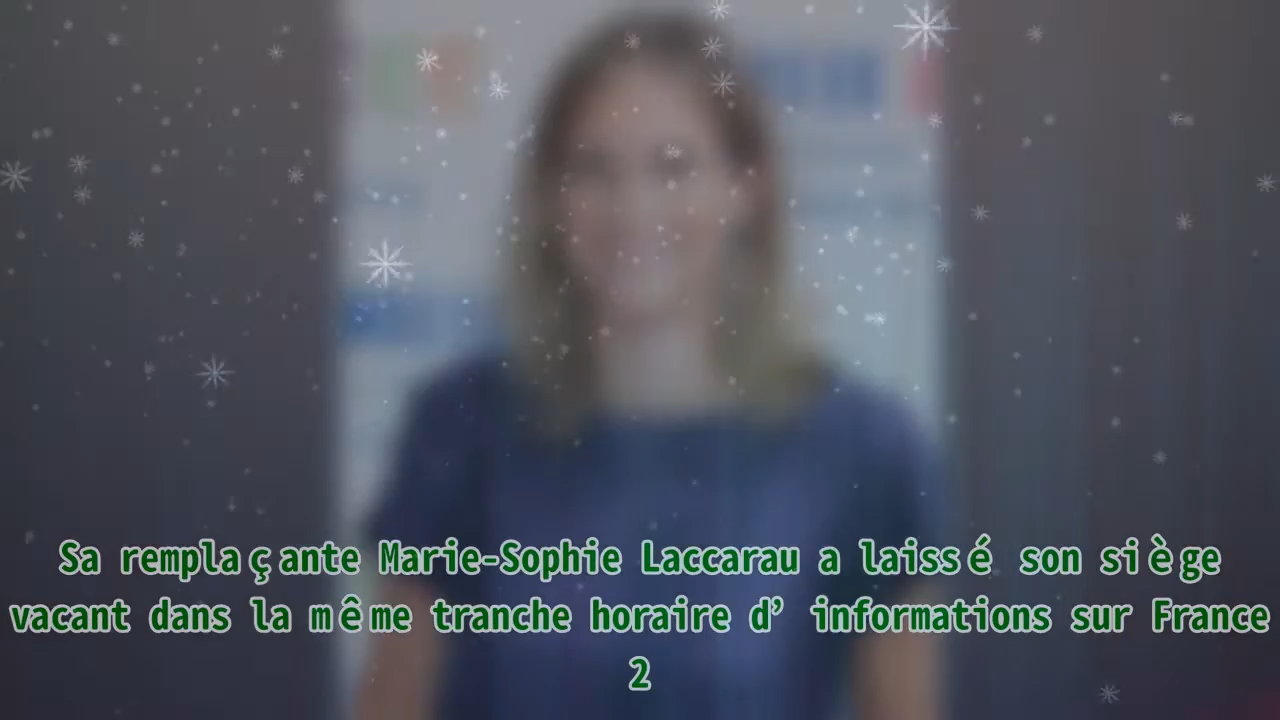 Sa remplaçante Marie-Sophie Laccarau a laissé son siège
vacant dans la même tranche horaire d’ informations sur France
2